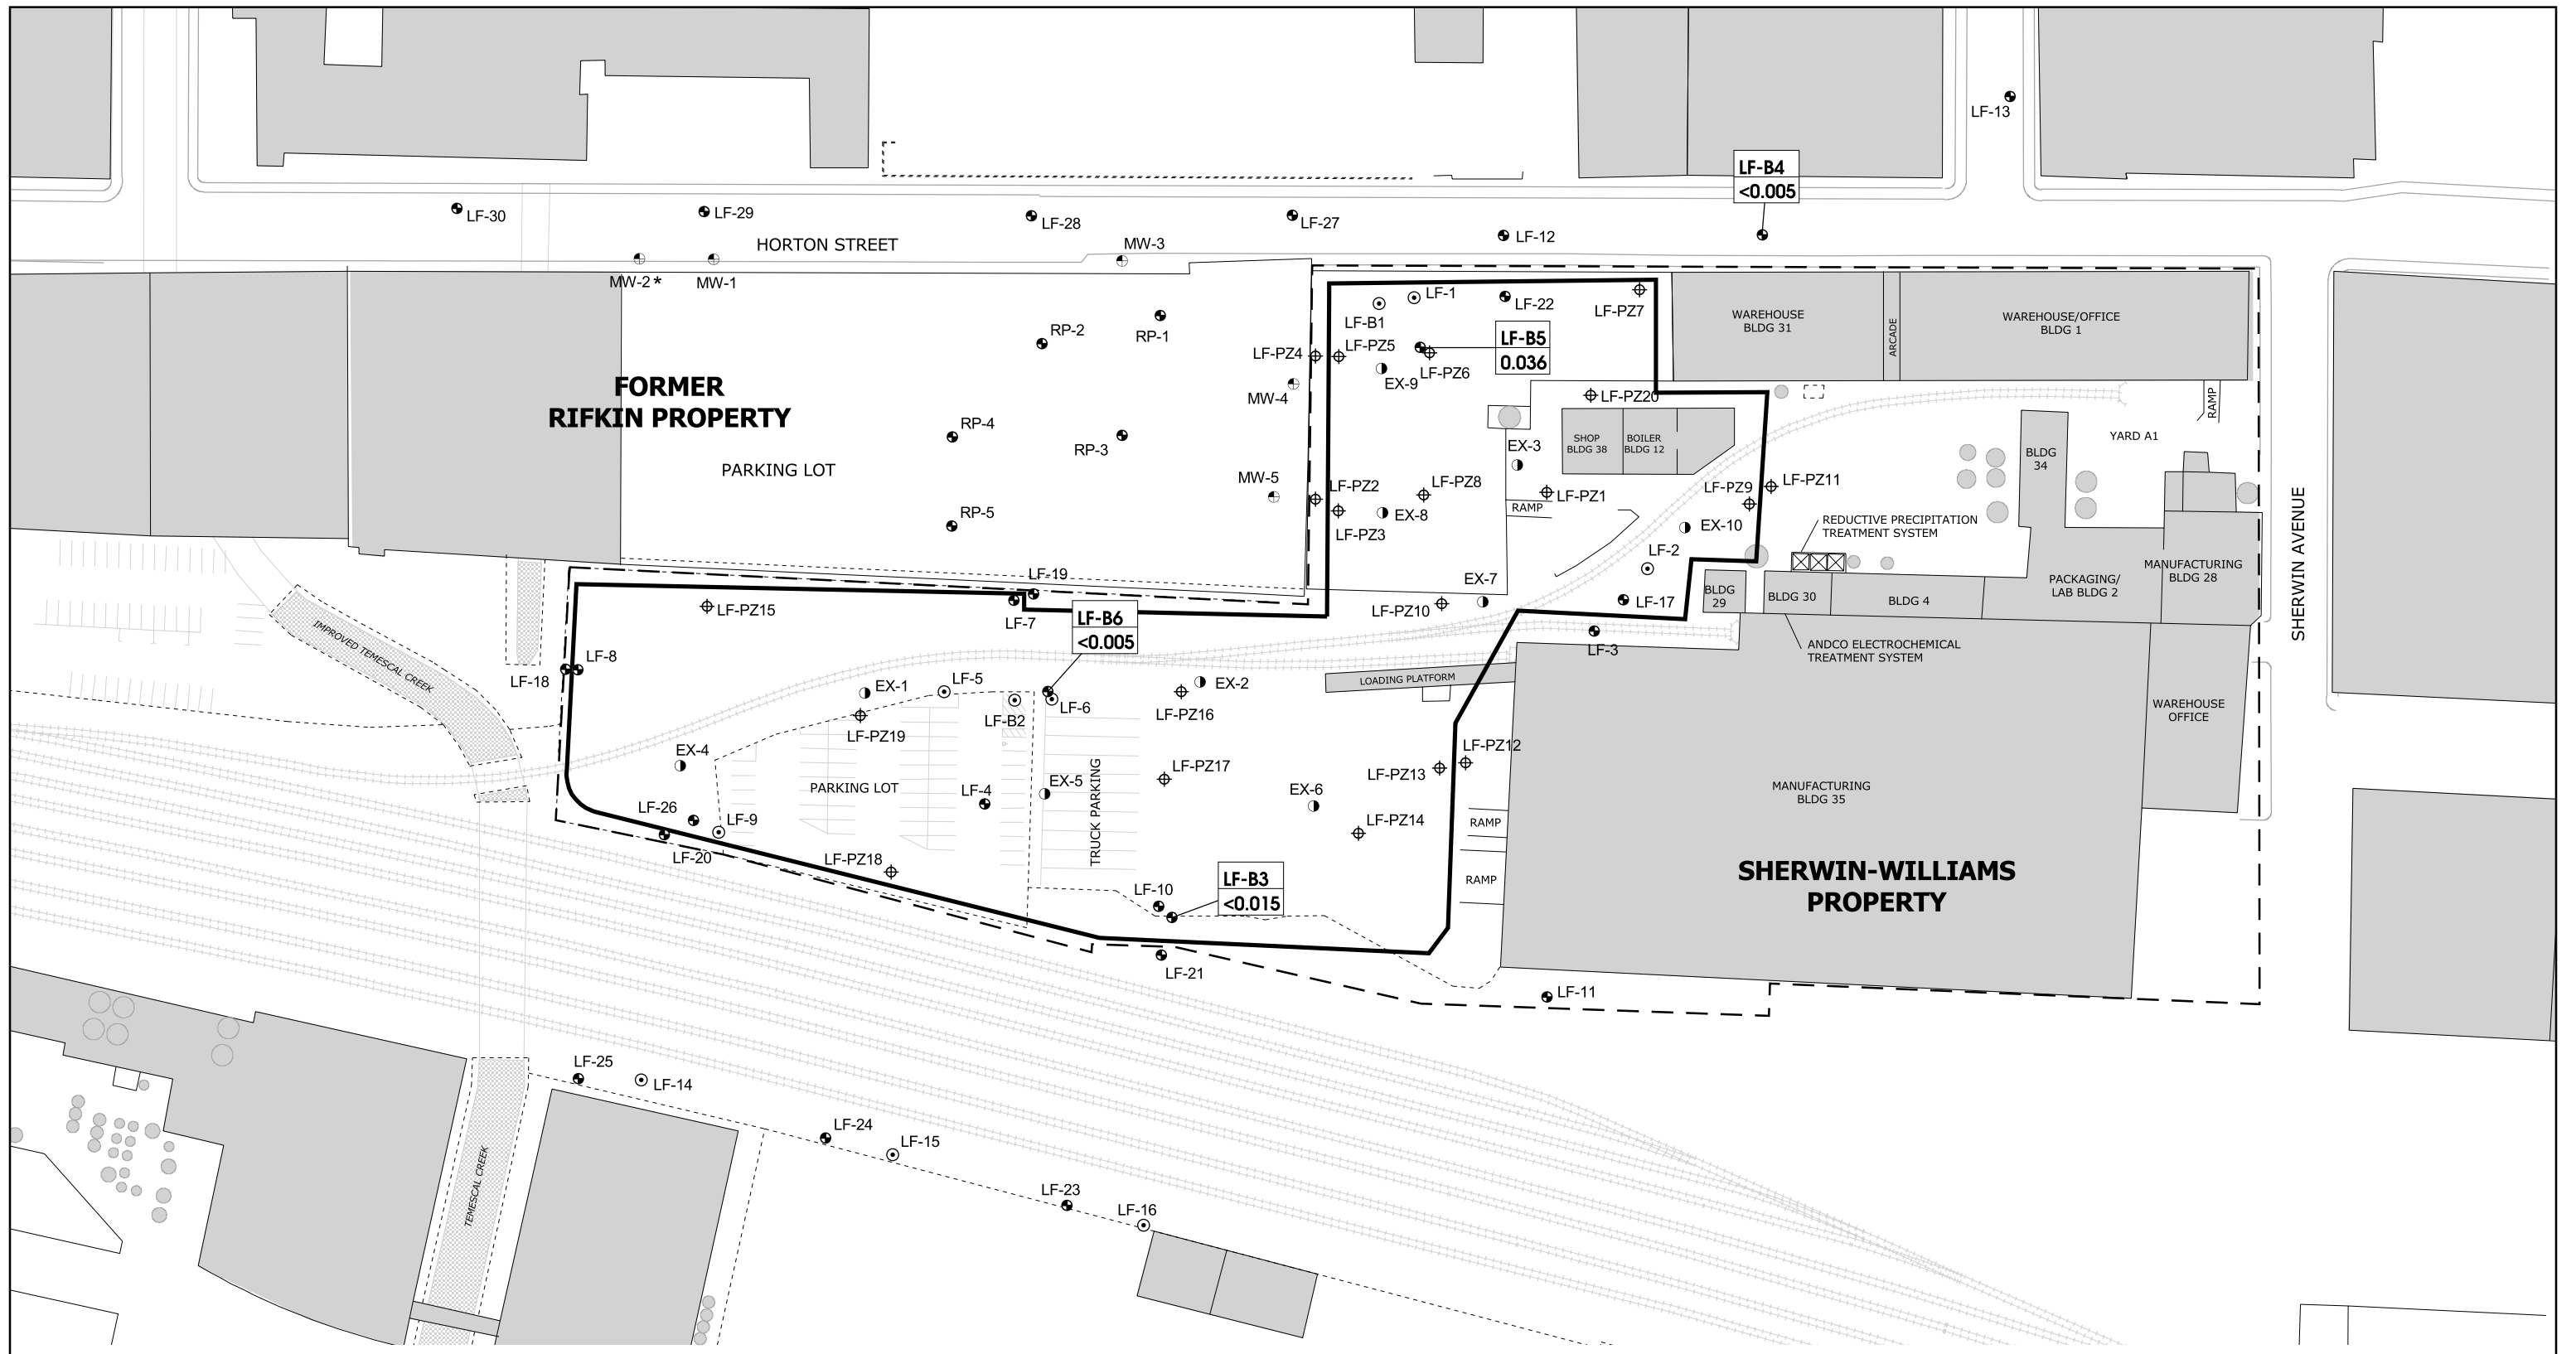 LF-13
LF-B4
<0.005
LF-30
LF-29
LF-28
LF-27
LF-12
HORTON STREET
MW-3
MW-2 *
MW-1
LF-1
LF-22
LF-PZ7
LF-B1
WAREHOUSE
BLDG 31
ARCADE
WAREHOUSE/OFFICE
BLDG 1
RP-2
RP-1
LF-PZ4
LF-PZ5
LF-B5
0.036
LF-PZ6
EX-9
MW-4
LF-PZ20
RAMP
FORMER
RIFKIN PROPERTY
RP-4
RP-3
EX-3
SHOP
BLDG 38
BOILER
BLDG 12
YARD A1
BLDG
34
PARKING LOT
MW-5
LF-PZ2
LF-PZ8
LF-PZ1
LF-PZ9
LF-PZ11
RP-5
LF-PZ3
EX-8
RAMP
EX-10
REDUCTIVE PRECIPITATION
TREATMENT SYSTEM
SHERWIN AVENUE
LF-2
MANUFACTURING
BLDG 28
PACKAGING/
LAB BLDG 2
LF-19
EX-7
BLDG
29
BLDG 30
BLDG 4
LF-PZ15
LF-7
LF-B6
<0.005
LF-PZ10
LF-17
IMPROVED TEMESCAL CREEK
LF-8
LF-18
LF-3
ANDCO ELECTROCHEMICAL
TREATMENT SYSTEM
LOADING PLATFORM
EX-1
LF-5
EX-2
LF-B2
LF-6
LF-PZ16
WAREHOUSE
OFFICE
LF-PZ19
EX-4
LF-PZ12
LF-PZ13
LF-PZ17
PARKING LOT
LF-4
EX-5
TRUCK PARKING
EX-6
MANUFACTURING
BLDG 35
LF-26
LF-9
LF-20
LF-PZ14
RAMP
LF-PZ18
LF-B3
<0.015
LF-10
RAMP
SHERWIN-WILLIAMS
PROPERTY
LF-21
LF-11
LF-25
LF-14
LF-24
LF-15
TEMESCAL CREEK
LF-23
LF-16